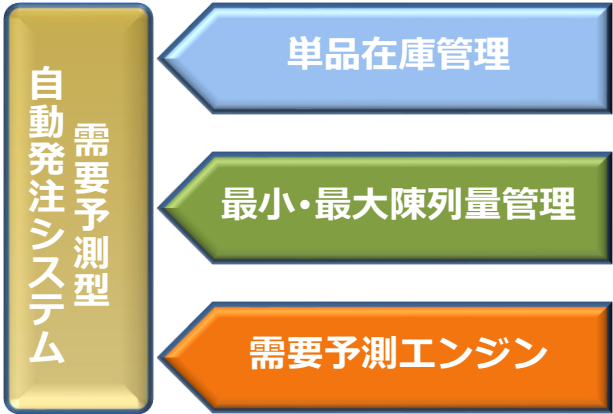 需要予測型
自動発注システム
単品在庫管理
最小・最大陳列量管理
需要予測エンジン